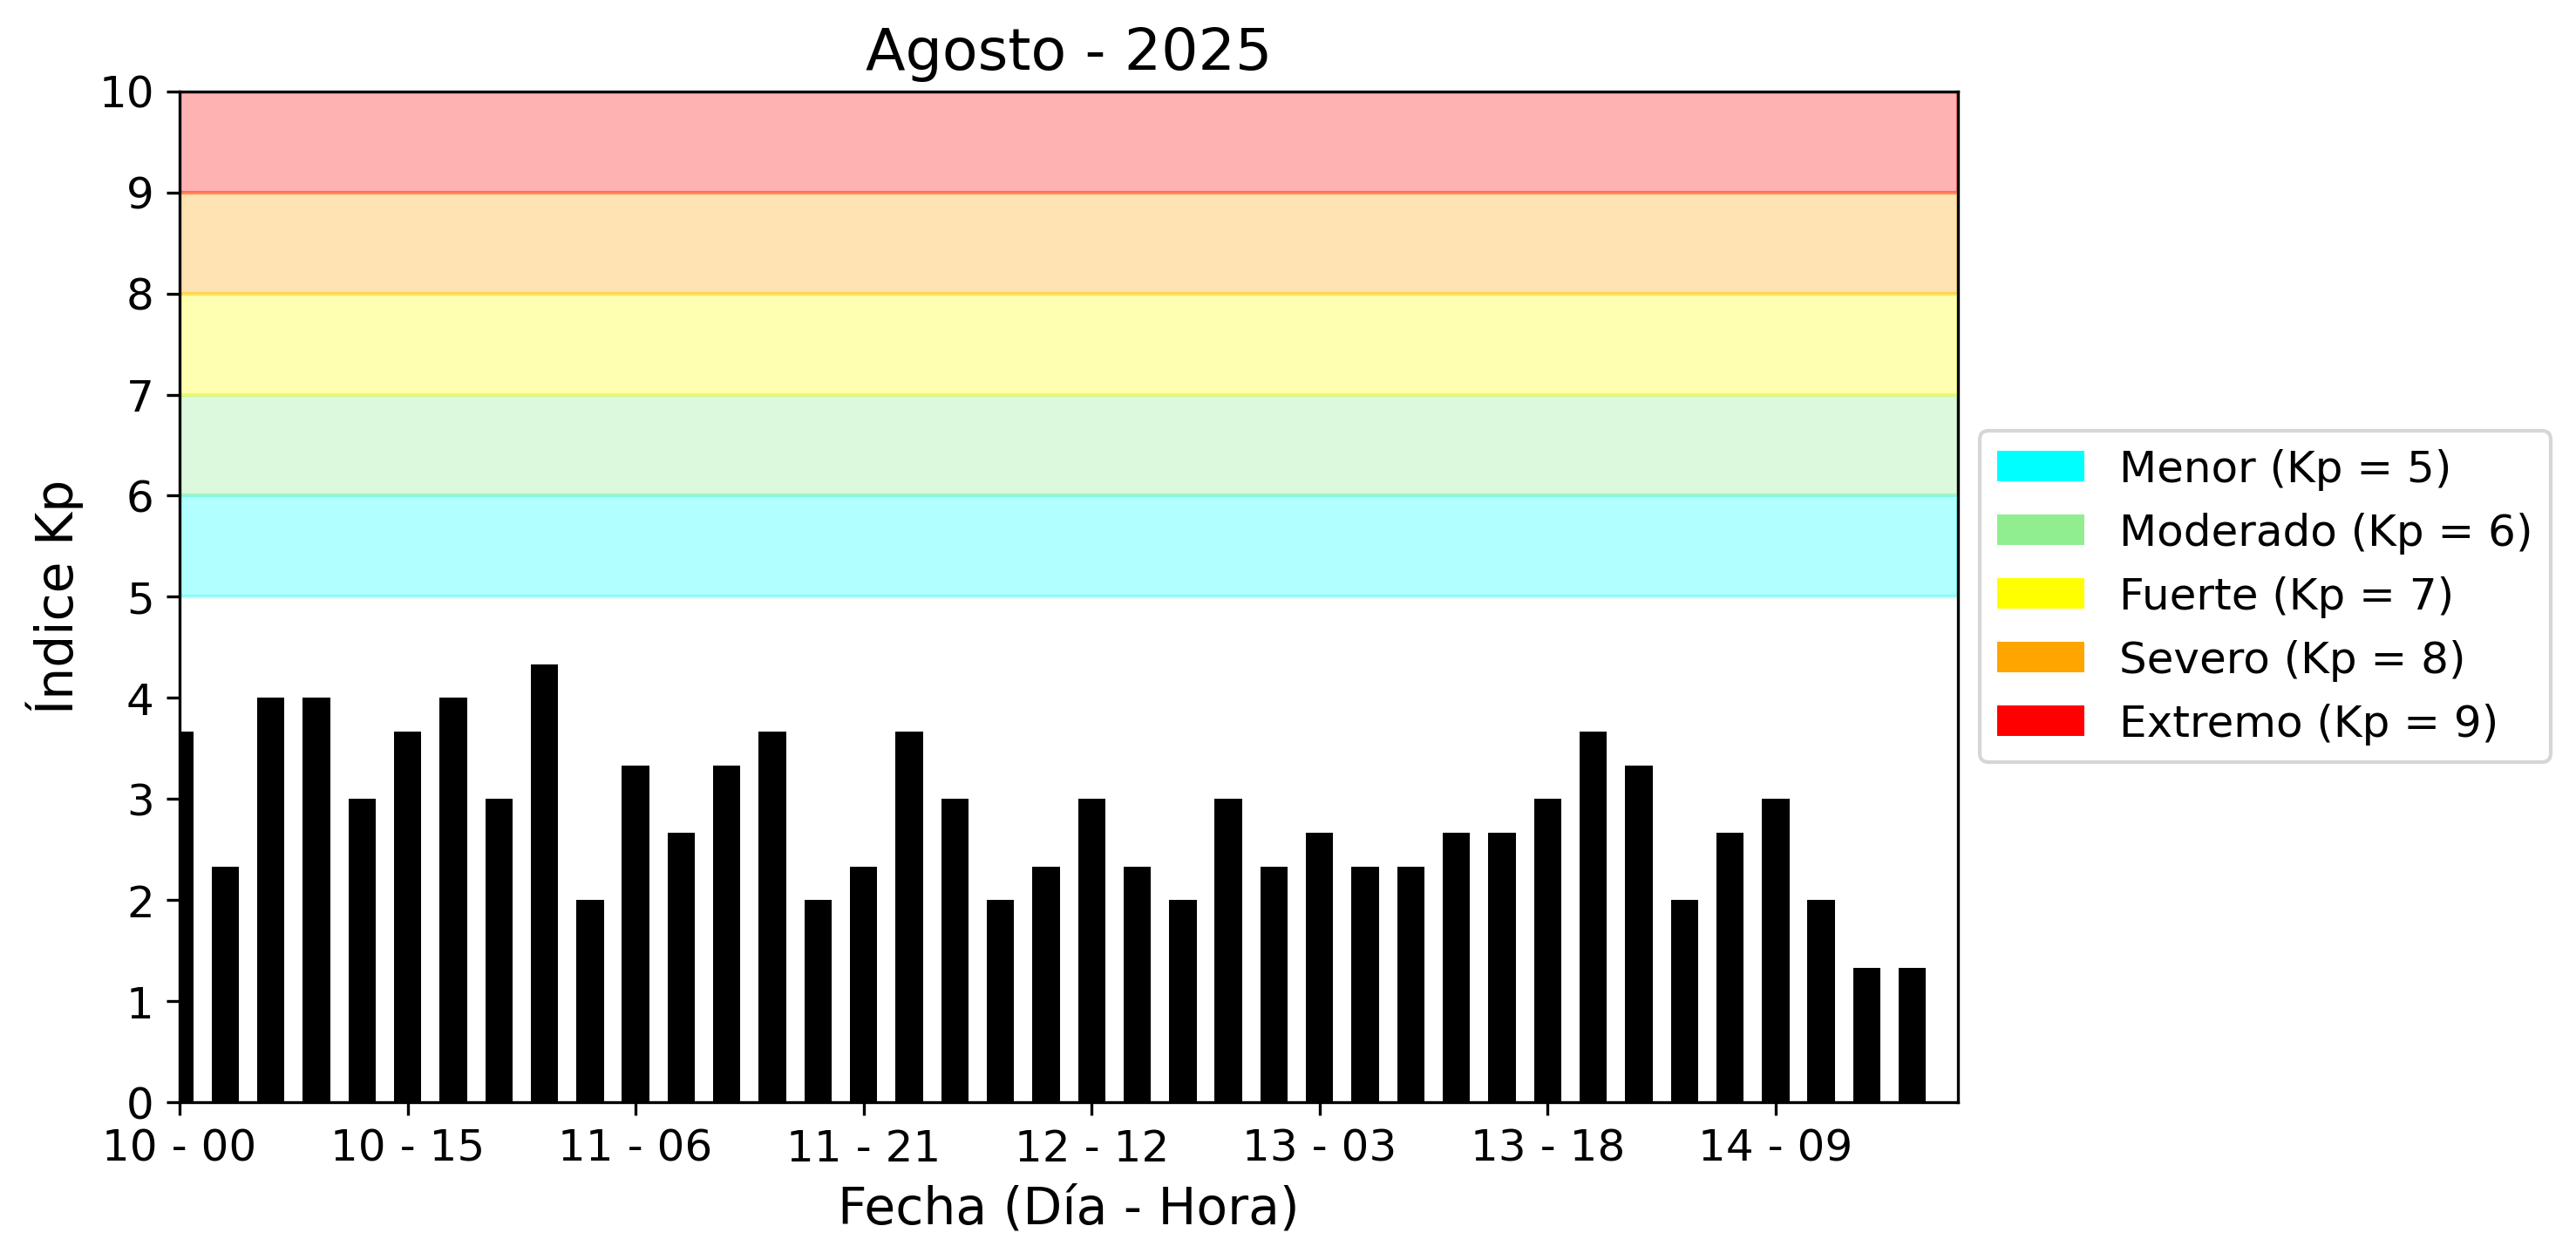 Agosto - 2025
10
9
8
7
6
5
4
3
2
1
0
Índice Kp
10 - 00
10 - 15
11 - 06
11 - 21
12 - 12
13 - 03
13 - 18
14 - 09
Fecha (Día - Hora)
Menor (Kp = 5)
Moderado (Kp = 6)
Fuerte (Kp = 7)
Severo (Kp = 8)
Extremo (Kp = 9)